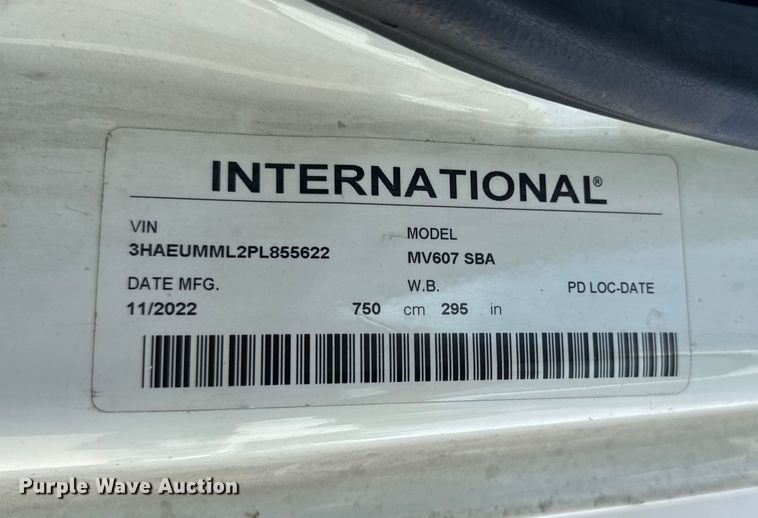 INTERNATIONAL®
VIN
3HAEUMML2PL855622
MODEL
MV607 SBA
DATE MFG.
11/2022
W.B.
750 cm 295 in
PD LOC-DATE
Purple Wave Auction